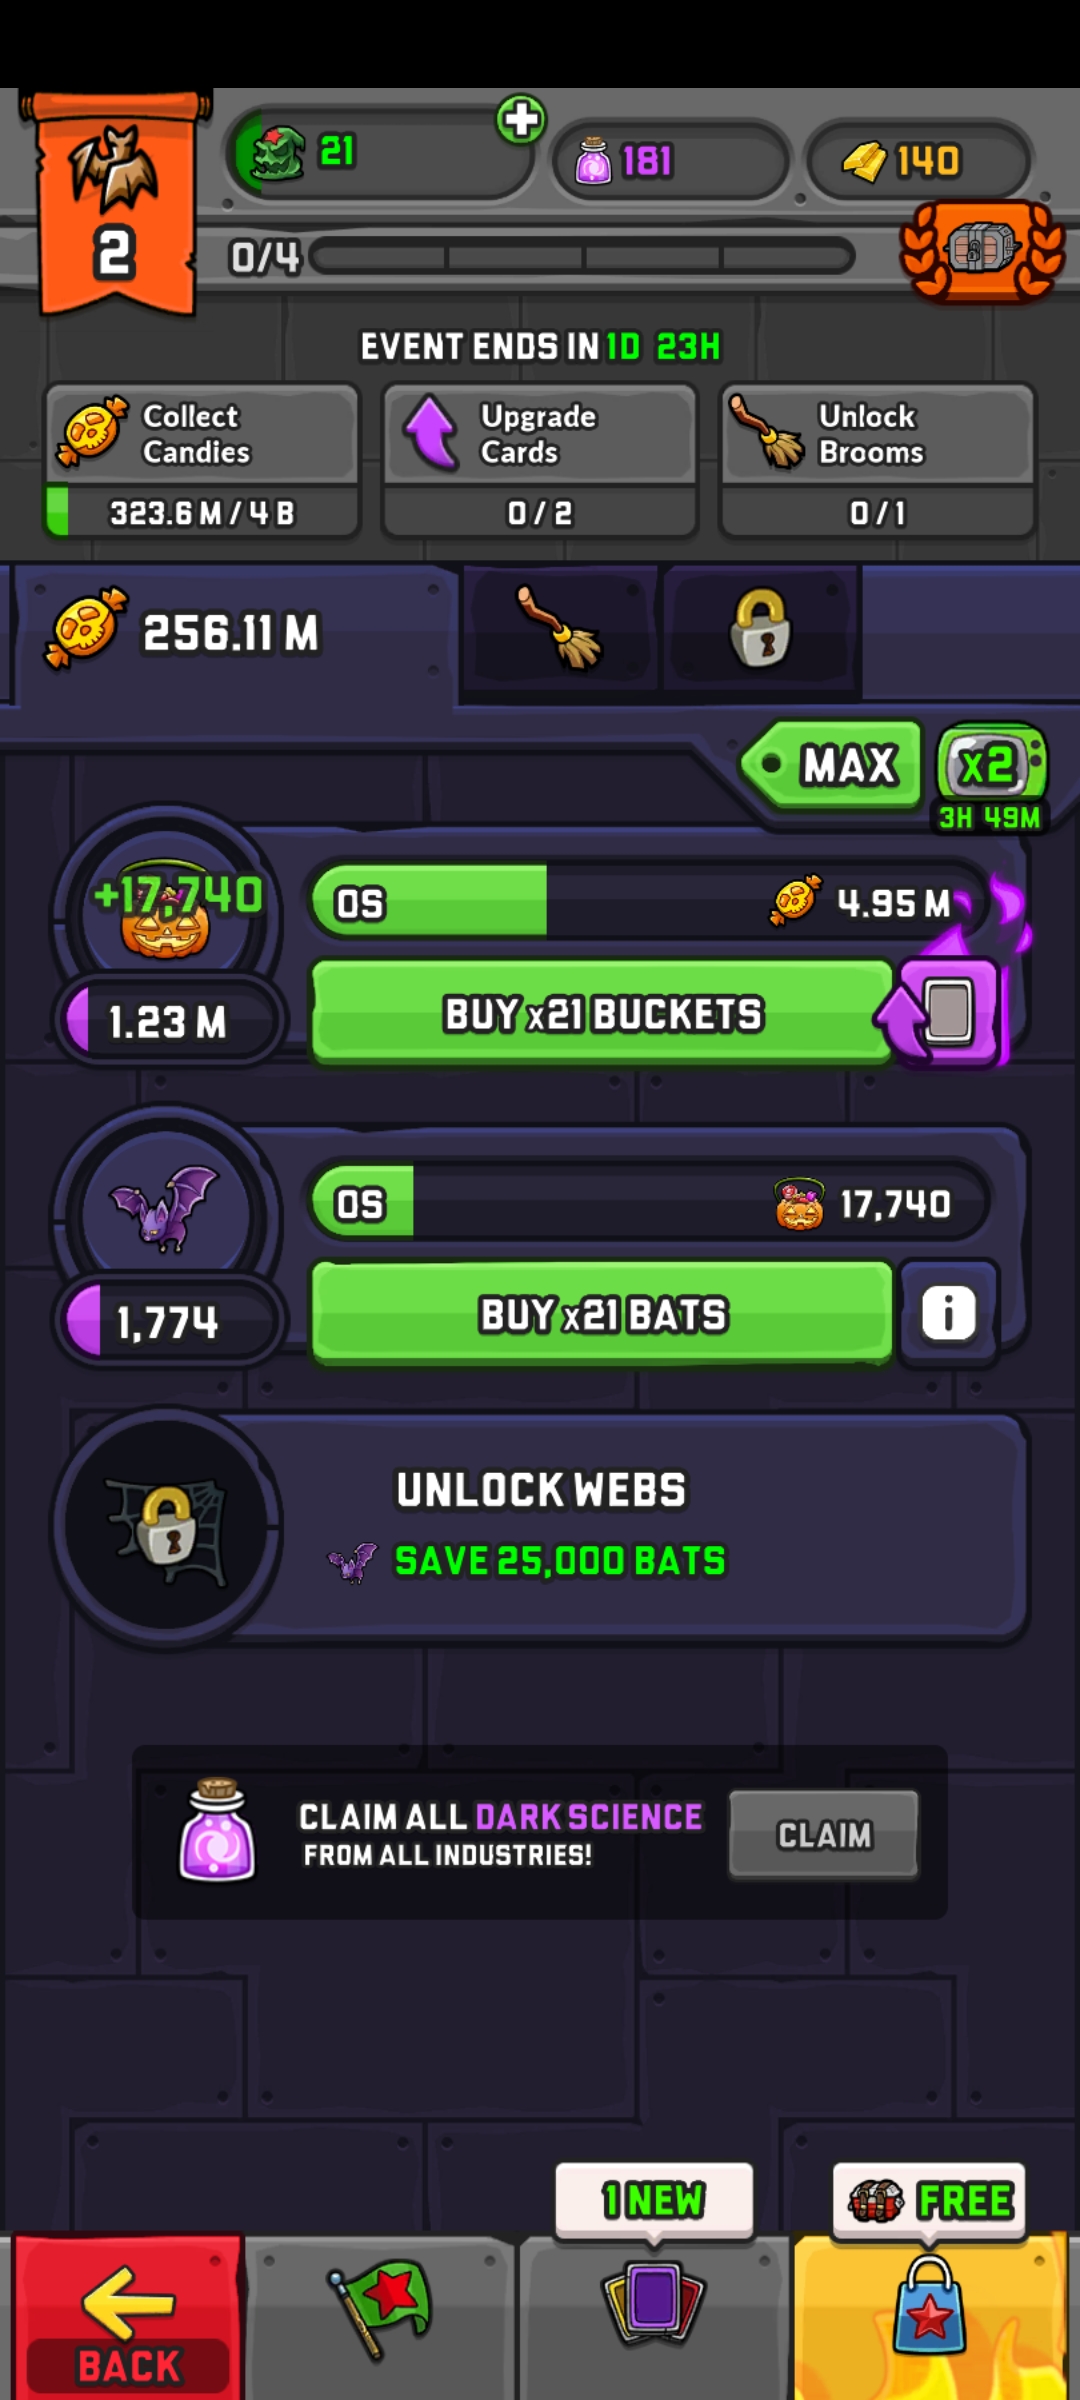 21
181
140
2
0/4
EVENT ENDS IN 1D 23H
Collect
Candies
323.6 M / 4 B
Upgrade
Cards
0 / 2
Unlock
Brooms
0 / 1
256.11 M
MAX
x2
3H 49M
+17,740
0S
4.95 M
1.23 M
BUY x21 BUCKETS
0S
17,740
1,774
BUY x21 BATS
i
UNLOCK WEBS
SAVE 25,000 BATS
CLAIM ALL DARK SCIENCE
FROM ALL INDUSTRIES!
CLAIM
1 NEW
FREE
BACK